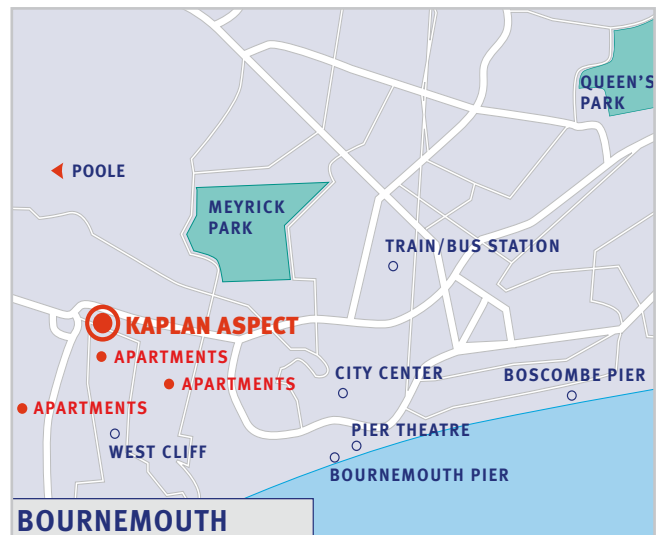 QUEEN'S
PARK
POOLE
MEYRICK
PARK
TRAIN/BUS STATION
KAPLAN ASPECT
APARTMENTS
CITY CENTER
BOSCOMBE PIER
APARTMENTS
APARTMENTS
PIER THEATRE
WEST CLIFF
BOURNEMOUTH PIER
BOURNEMOUTH